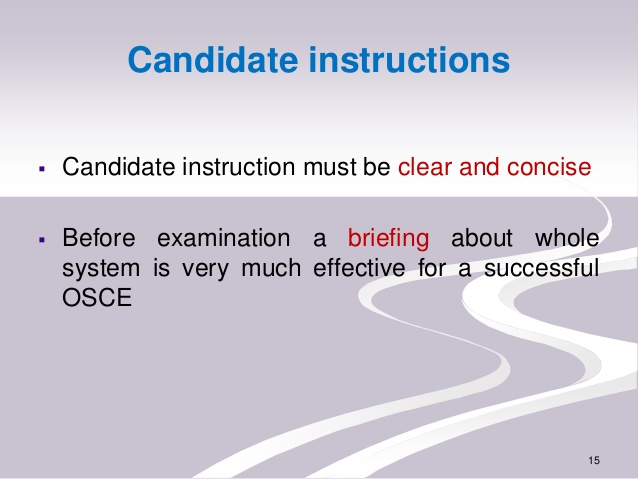 Candidate instructions
▪ Candidate instruction must be clear and concise
▪ Before examination a briefing about whole
system is very much effective for a successful
OSCE
15